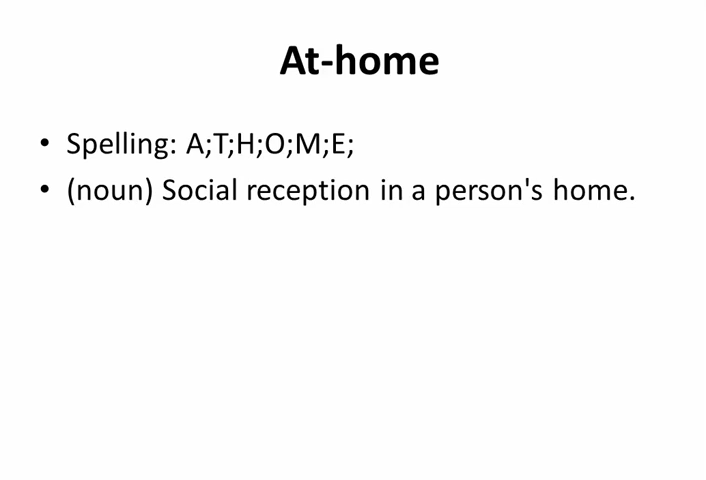 At-home
• Spelling: A;T;H;O;M;E;
• (noun) Social reception in a person's home.